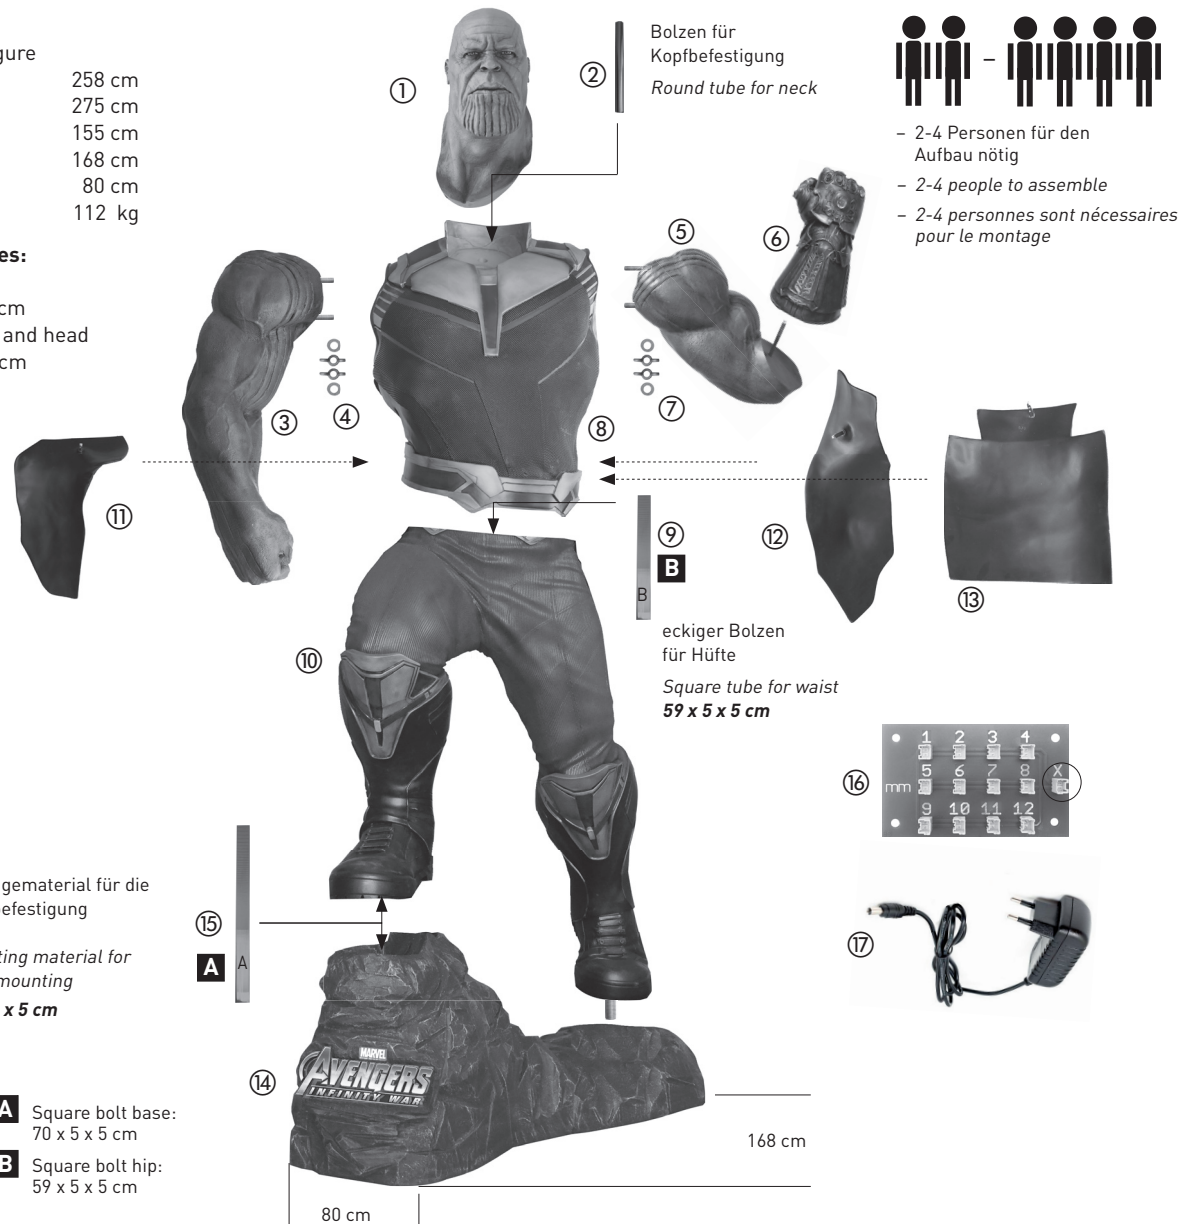 gure
258 cm
275 cm
155 cm
168 cm
80 cm
112 kg
es:
cm
and head
cm
①
②
Bolzen für
Kopfbefestigung
Round tube for neck
–
– 2-4 Personen für den
Aufbau nötig
– 2-4 people to assemble
– 2-4 personnes sont nécessaires
pour le montage
③
④
⑤
⑥
⑦
⑧
⑨
B
B
eckiger Bolzen
für Hüfte
Square tube for waist
59 x 5 x 5 cm
⑩
⑪
⑫
⑬
⑯
1 2 3 4
5 6 7 8 X
mm
9 10 11 12
⑰
gematerial für die
efestigung
ting material for
mounting
x 5 cm
⑮
A
A
⑭
MARVEL
AVENGERS
INFINITY WAR
A Square bolt base:
70 x 5 x 5 cm
B Square bolt hip:
59 x 5 x 5 cm
168 cm
80 cm